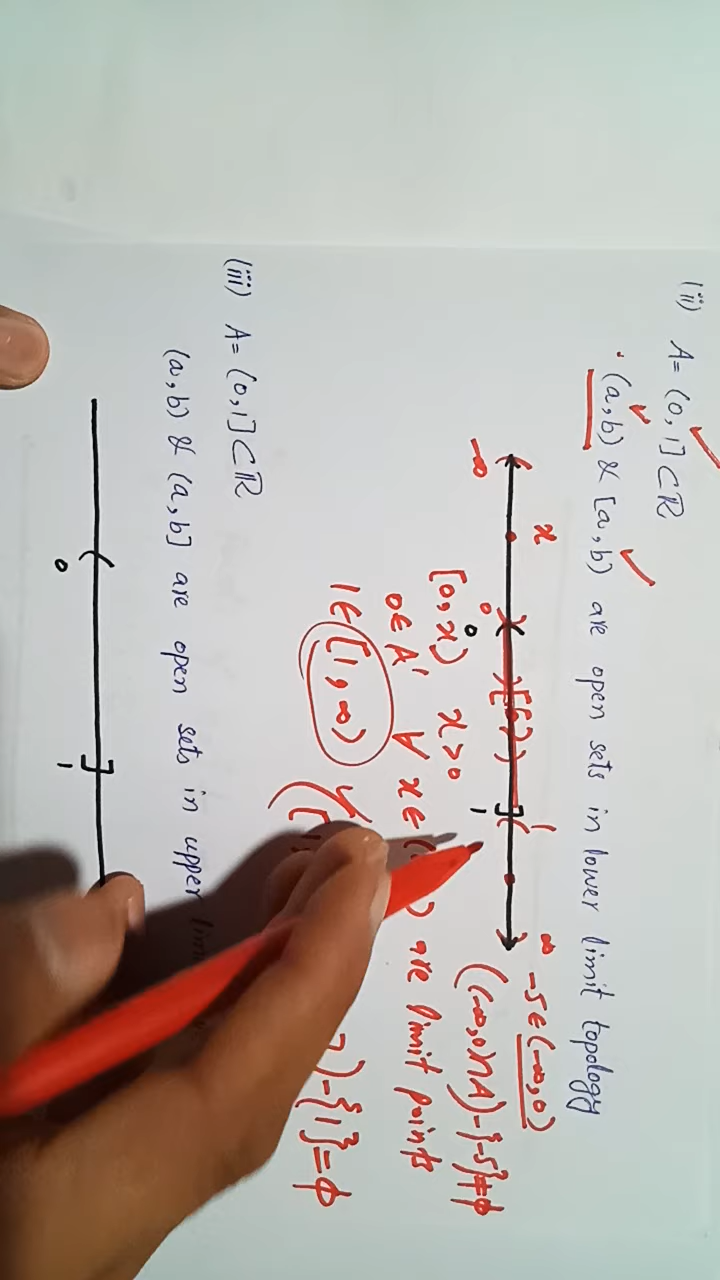 (ii) A = (0,1] ⊂ R
(a,b) & [a,b) are open sets in lower limit topology
x
-∞ 0 1 ∞
-5 ∈ (-∞,0)
((-∞,0) ∩ A) - {-5} ≠ φ
[0,x) x>0
0 ∈ A' ∀ x ∈ are limit points
1 ∈ [1,∞)
) - {1} = φ
(iii) A = (0,1] ⊂ R
(a,b) & (a,b] are open sets in upper
0 1